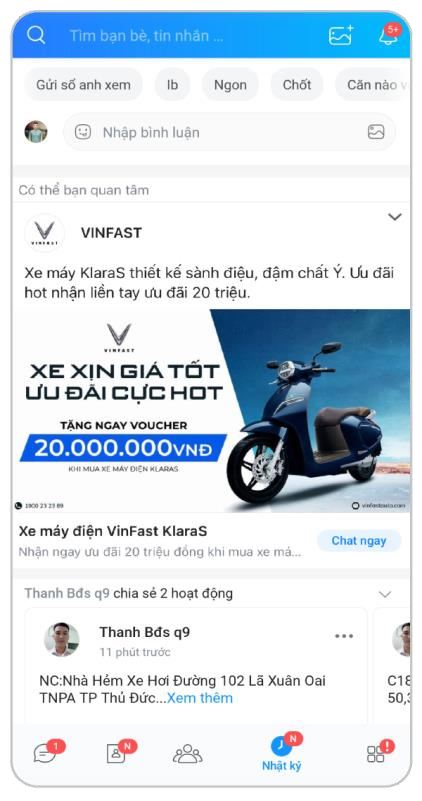 Tìm bạn bè, tin nhắn ...
5+
Gửi số anh xem
Ib
Ngon
Chốt
Căn nào
Nhập bình luận
Có thể bạn quan tâm
VINFAST
VINFAST
Xe máy KlaraS thiết kế sành điệu, đậm chất Ý. Ưu đãi
hot nhận liền tay ưu đãi 20 triệu.
VINFAST
XE XỊN GIÁ TỐT
ƯU ĐÃI CỰC HOT
TẶNG NGAY VOUCHER
20.000.000VNĐ
KHI MUA XE MÁY ĐIỆN KLARAS
1900 23 23 89
vinfastauto.com
Xe máy điện VinFast KlaraS
Nhận ngay ưu đãi 20 triệu đồng khi mua xe má...
Chat ngay
Thanh Bđs q9 chia sẻ 2 hoạt động
Thanh Bđs q9
11 phút trước
NC:Nhà Hẻm Xe Hơi Đường 102 Lã Xuân Oai
TNPA TP Thủ Đức...Xem thêm
C18
50,3
1
N
N
!
Nhật ký